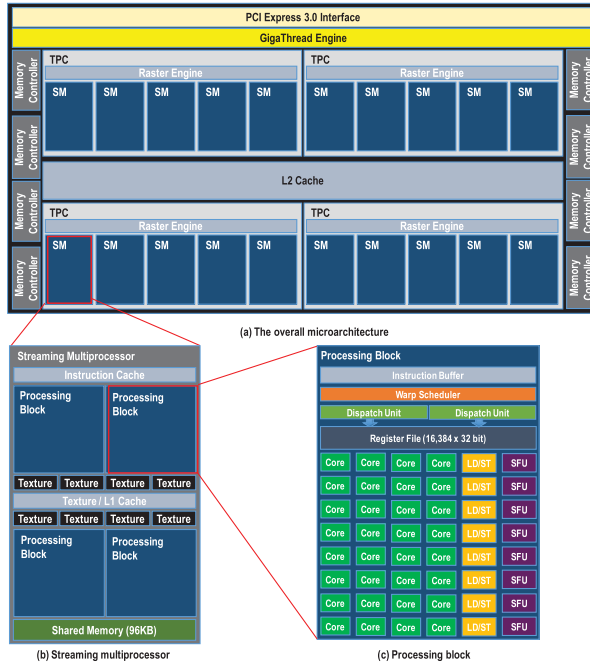 PCI Express 3.0 Interface
GigaThread Engine
Memory Controller
TPC
TPC
Memory Controller
Raster Engine
Raster Engine
SM SM SM SM SM SM SM SM SM SM
Memory Controller
Memory Controller
L2 Cache
Memory Controller
Memory Controller
TPC
TPC
Raster Engine
Raster Engine
SM SM SM SM SM SM SM SM SM SM
Memory Controller
Memory Controller
(a) The overall microarchitecture
Streaming Multiprocessor
Instruction Cache
Processing
Block
Processing
Block
Texture Texture Texture Texture
Texture / L1 Cache
Texture Texture Texture Texture
Processing
Block
Processing
Block
Shared Memory (96KB)
(b) Streaming multiprocessor
Processing Block
Instruction Buffer
Warp Scheduler
Dispatch Unit Dispatch Unit
Register File (16,384 x 32 bit)
Core Core Core Core LD/ST SFU
Core Core Core Core LD/ST SFU
Core Core Core Core LD/ST SFU
Core Core Core Core LD/ST SFU
Core Core Core Core LD/ST SFU
Core Core Core Core LD/ST SFU
Core Core Core Core LD/ST SFU
Core Core Core Core LD/ST SFU
(c) Processing block